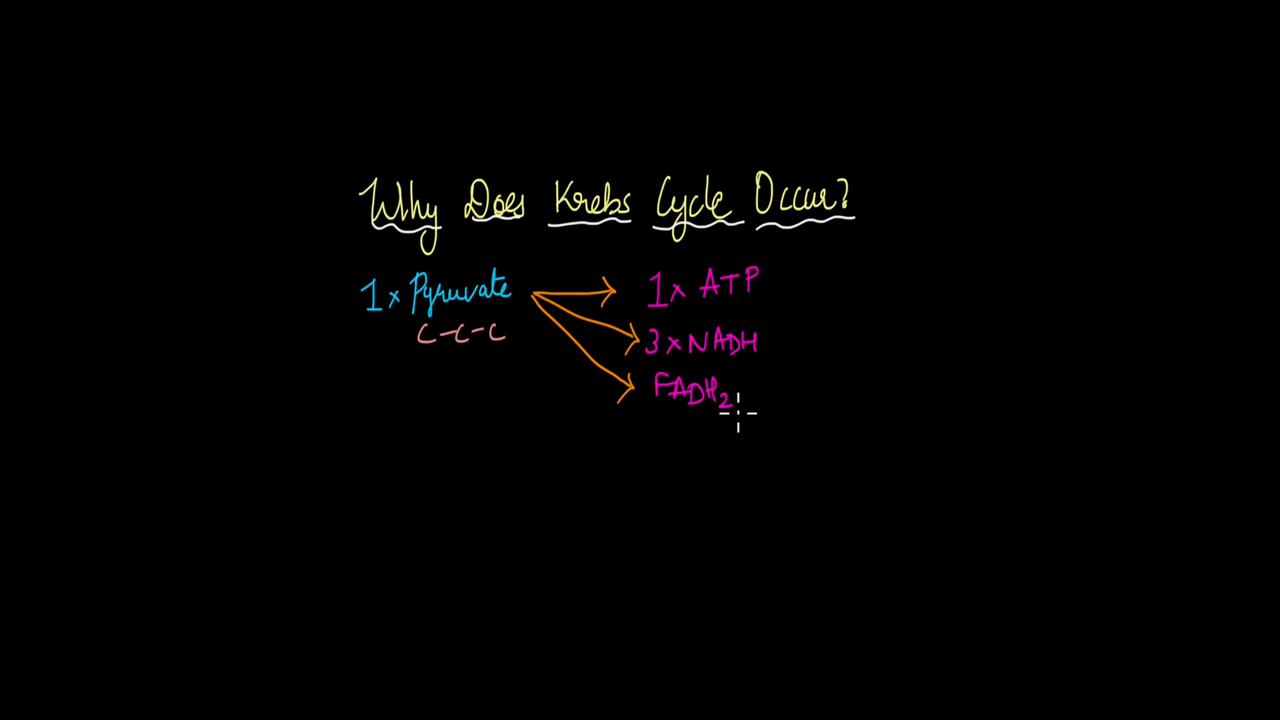 Why Does Krebs Cycle Occur?
1 x Pyruvate
C-C-C
1 x ATP
3 x NADH
FADH₂